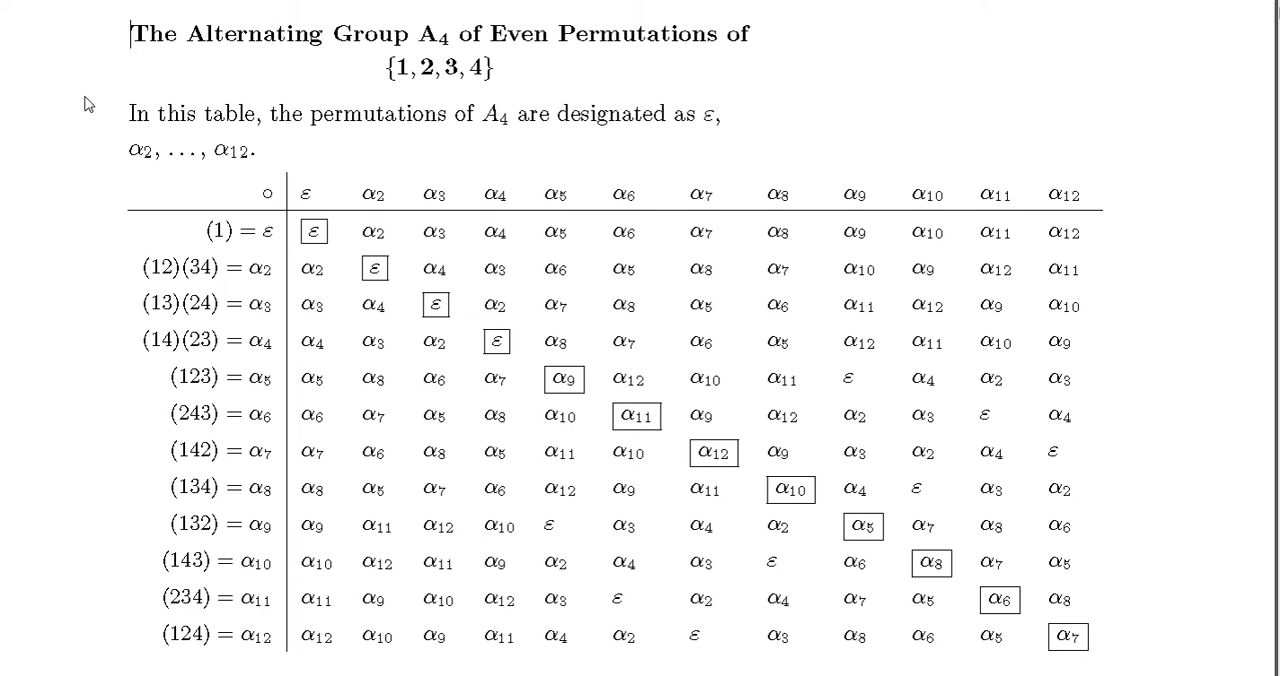 The Alternating Group A₄ of Even Permutations of
{1, 2, 3, 4}
In this table, the permutations of A₄ are designated as ε,
α₂, ..., α₁₂.
∘ ε α₂ α₃ α₄ α₅ α₆ α₇ α₈ α₉ α₁₀ α₁₁ α₁₂
(1) = ε ε α₂ α₃ α₄ α₅ α₆ α₇ α₈ α₉ α₁₀ α₁₁ α₁₂
(12)(34) = α₂ α₂ ε α₄ α₃ α₆ α₅ α₈ α₇ α₁₀ α₉ α₁₂ α₁₁
(13)(24) = α₃ α₃ α₄ ε α₂ α₇ α₈ α₅ α₆ α₁₁ α₁₂ α₉ α₁₀
(14)(23) = α₄ α₄ α₃ α₂ ε α₈ α₇ α₆ α₅ α₁₂ α₁₁ α₁₀ α₉
(123) = α₅ α₅ α₈ α₆ α₇ α₉ α₁₂ α₁₀ α₁₁ ε α₄ α₂ α₃
(243) = α₆ α₆ α₇ α₅ α₈ α₁₀ α₁₁ α₉ α₁₂ α₂ α₃ ε α₄
(142) = α₇ α₇ α₆ α₈ α₅ α₁₁ α₁₀ α₁₂ α₉ α₃ α₂ α₄ ε
(134) = α₈ α₈ α₅ α₇ α₆ α₁₂ α₉ α₁₁ α₁₀ α₄ ε α₃ α₂
(132) = α₉ α₉ α₁₁ α₁₂ α₁₀ ε α₃ α₄ α₂ α₅ α₇ α₈ α₆
(143) = α₁₀ α₁₀ α₁₂ α₁₁ α₉ α₂ α₄ α₃ ε α₆ α₈ α₇ α₅
(234) = α₁₁ α₁₁ α₉ α₁₀ α₁₂ α₃ ε α₂ α₄ α₇ α₅ α₆ α₈
(124) = α₁₂ α₁₂ α₁₀ α₉ α₁₁ α₄ α₂ ε α₃ α₈ α₆ α₅ α₇